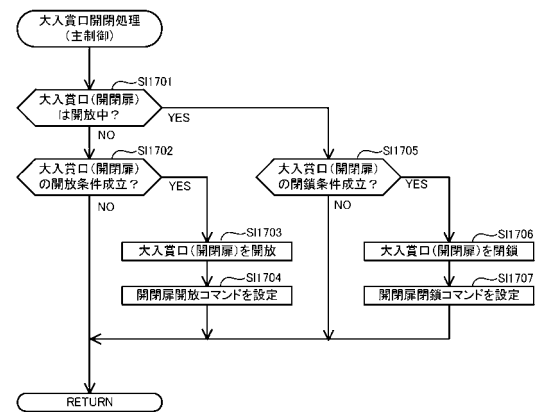 大入賞口開閉処理
(主制御)
SI1701
大入賞口(開閉扉)
は開放中?
YES
NO
SI1702
大入賞口(開閉扉)
の開放条件成立?
YES
NO
SI1705
大入賞口(開閉扉)
の閉鎖条件成立?
YES
NO
SI1703
大入賞口(開閉扉)を開放
SI1704
開閉扉開放コマンドを設定
SI1706
大入賞口(開閉扉)を閉鎖
SI1707
開閉扉閉鎖コマンドを設定
RETURN